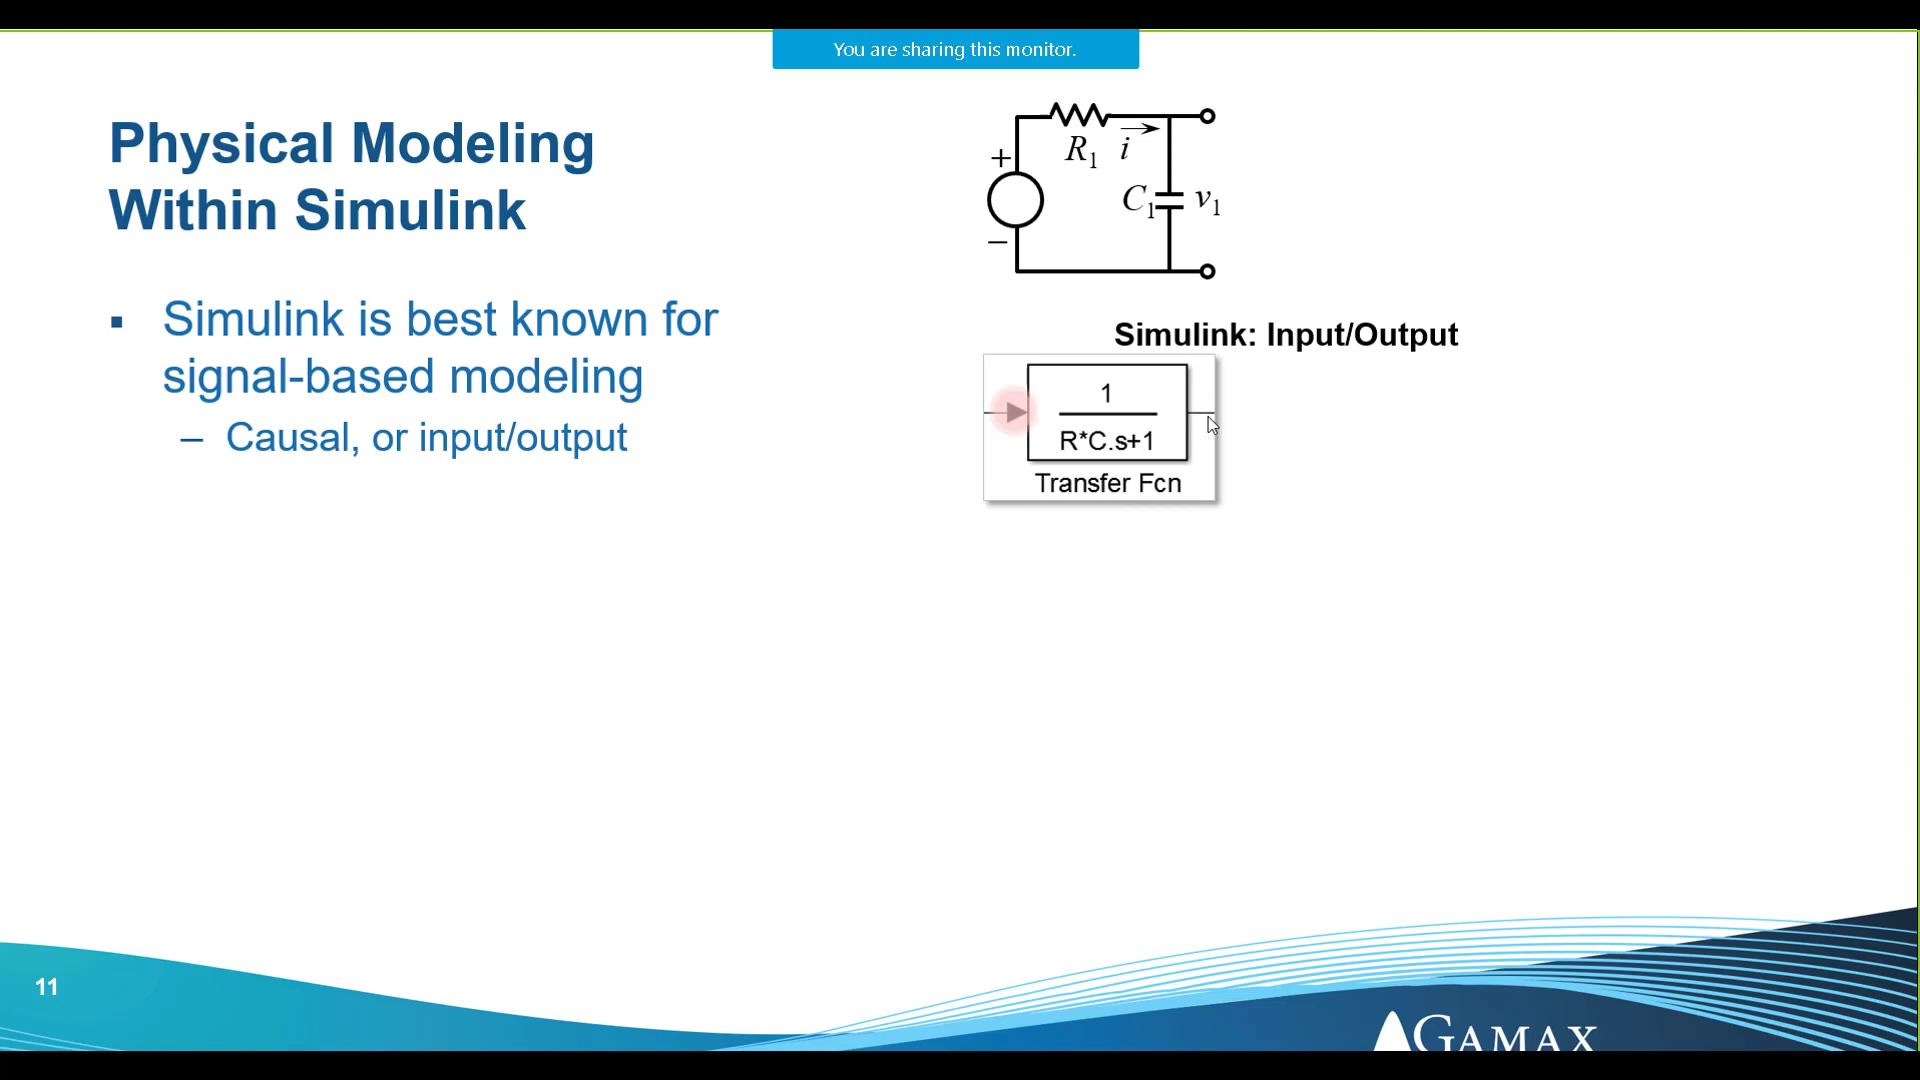 You are sharing this monitor.
Physical Modeling
Within Simulink
▪ Simulink is best known for
signal-based modeling
– Causal, or input/output
+
R1 i
C1 v1
−
Simulink: Input/Output
1
R*C.s+1
Transfer Fcn
11
GAMAX